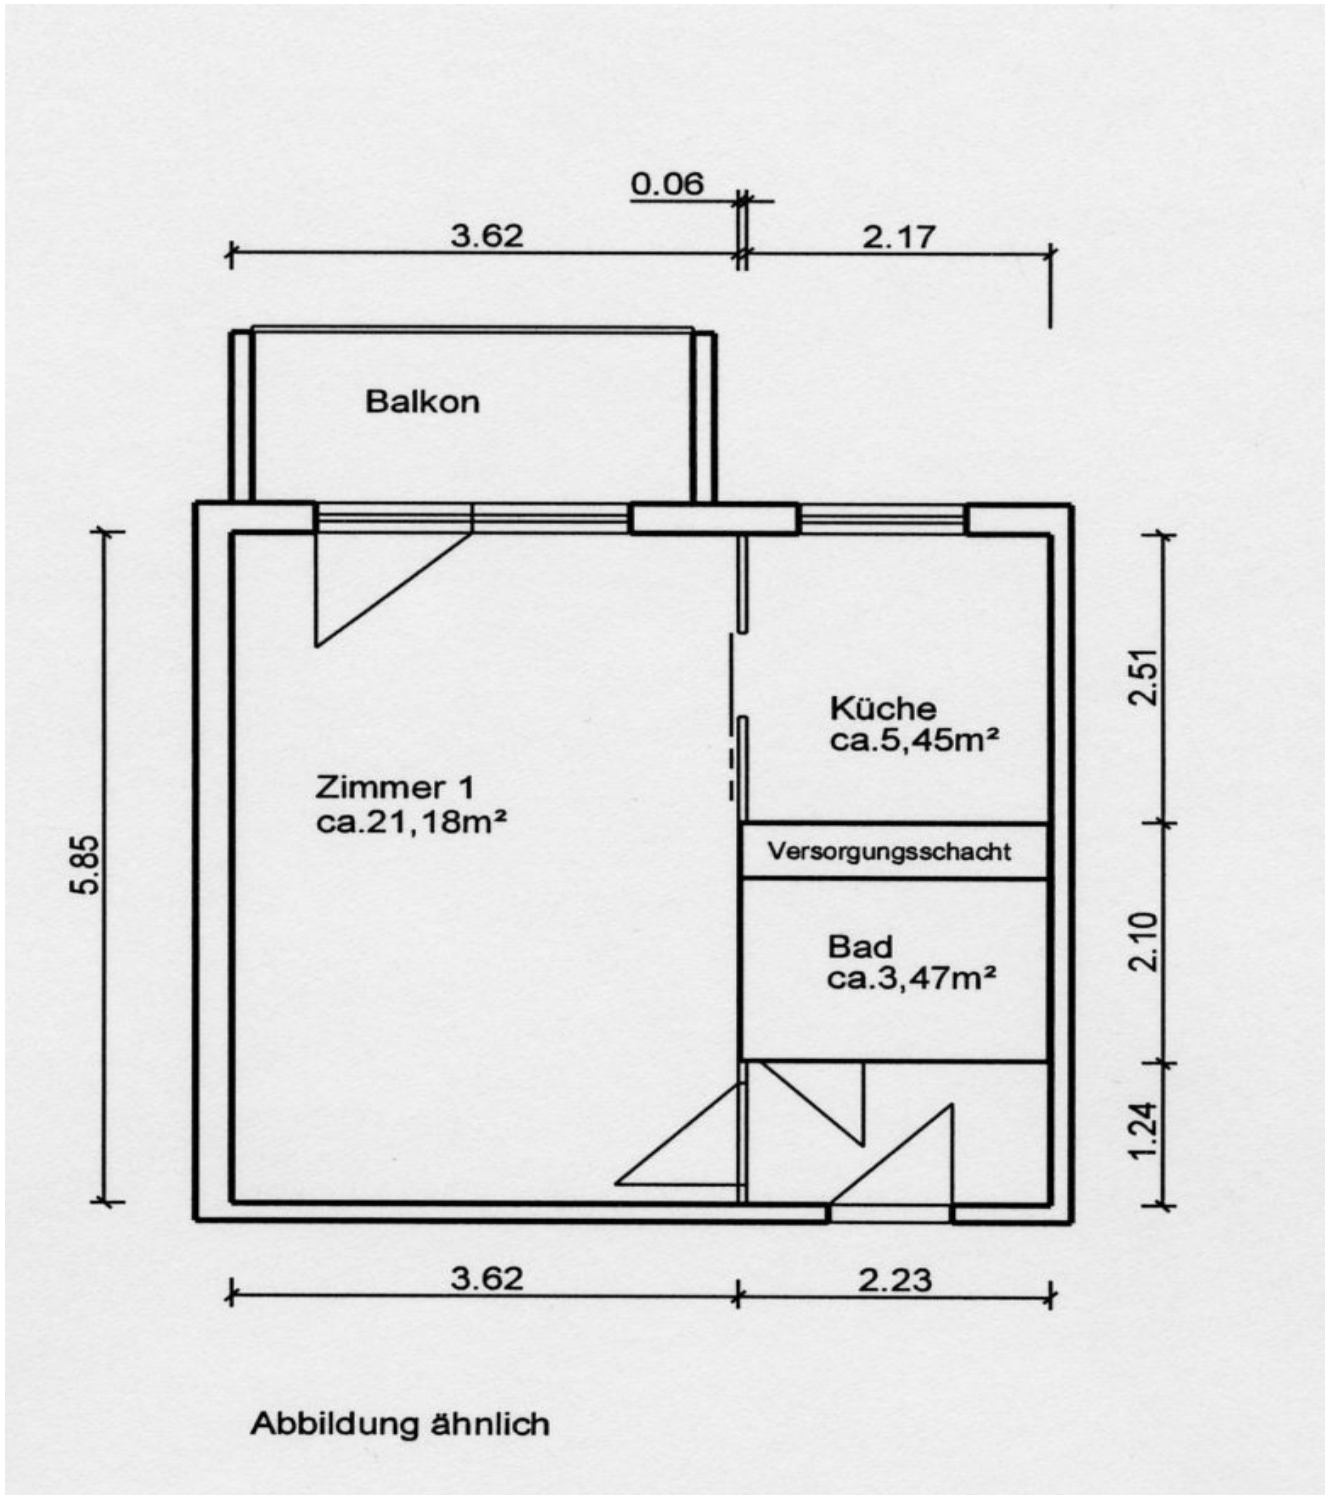 0.06
3.62
2.17
Balkon
2.51
Küche
ca.5,45m²
Zimmer 1
ca.21,18m²
5.85
Versorgungsschacht
2.10
Bad
ca.3,47m²
1.24
3.62
2.23
Abbildung ähnlich